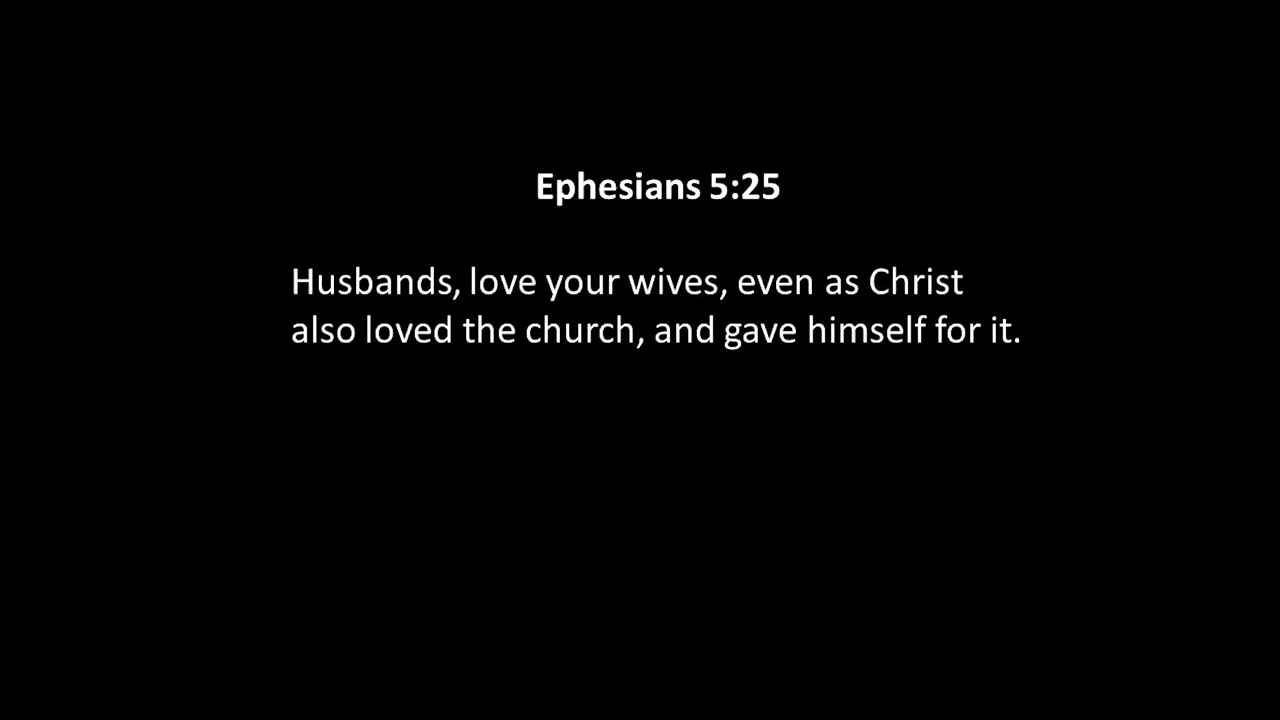 Ephesians 5:25
Husbands, love your wives, even as Christ
also loved the church, and gave himself for it.